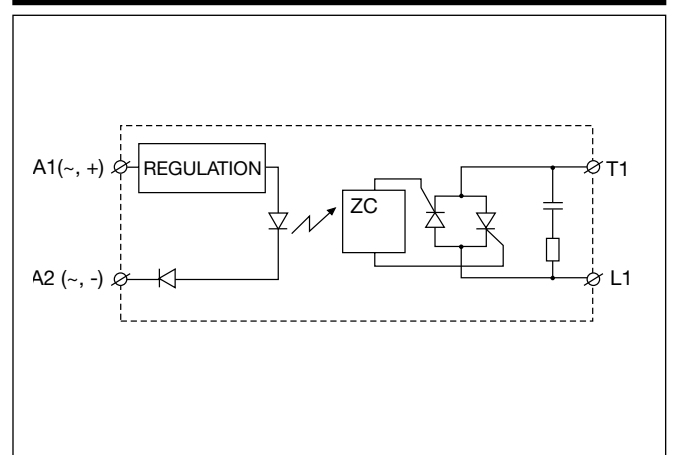 A1(~, +)
REGULATION
ZC
T1
A2 (~, -)
L1